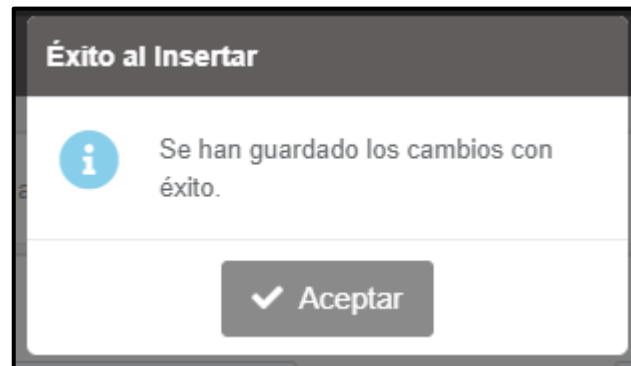 Éxito al Insertar
Se han guardado los cambios con
éxito.
Aceptar